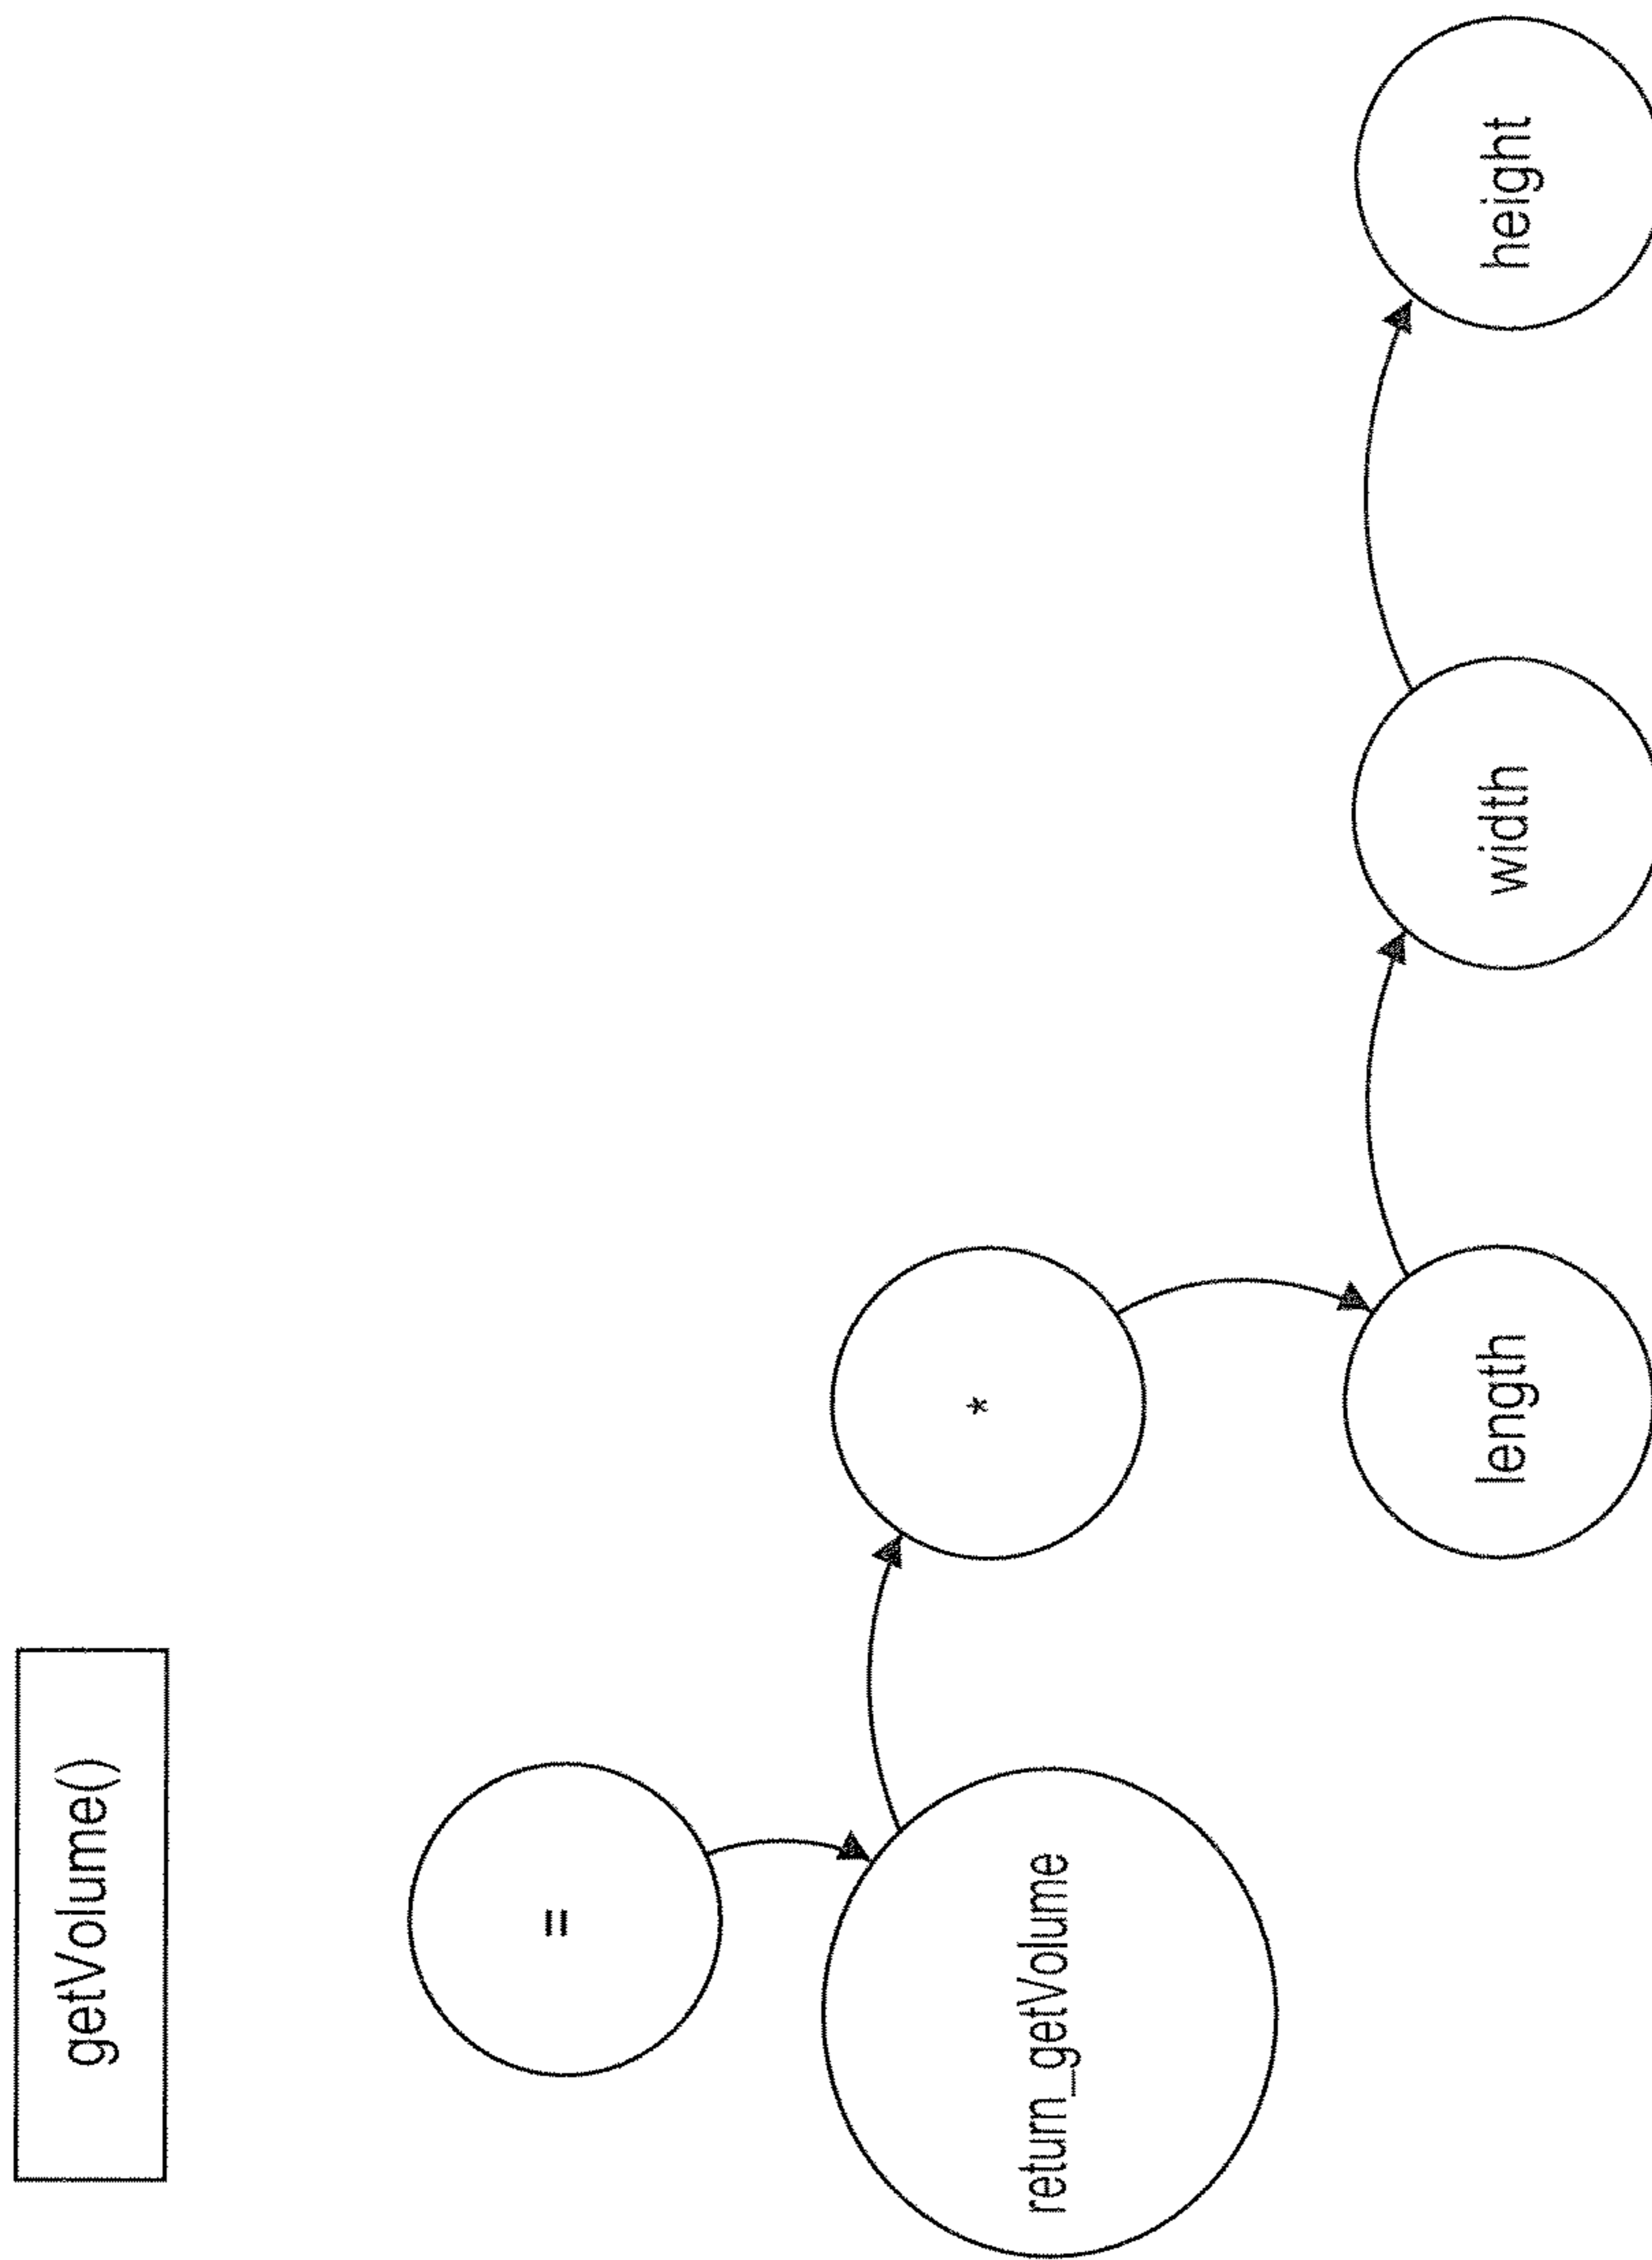 getVolume()
=
return_getVolume
*
length
width
height